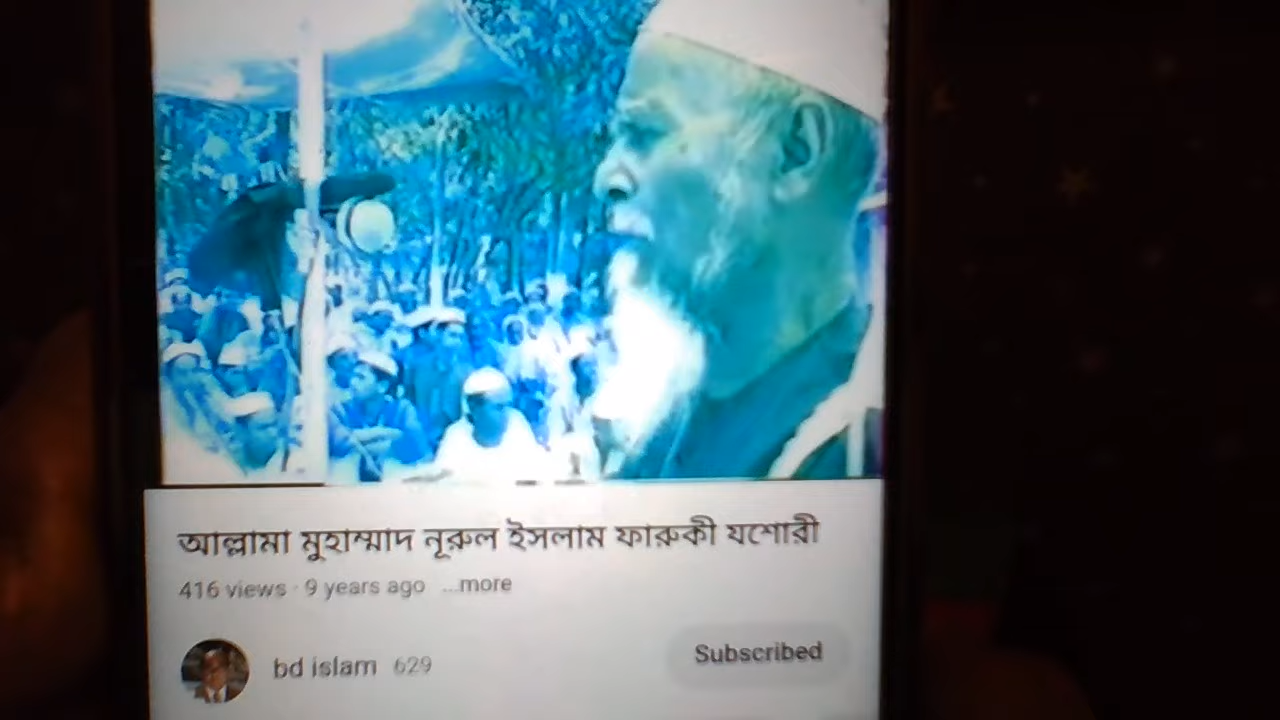 আল্লামা মুহাম্মাদ নূরুল ইসলাম ফারুকী যশোরী
416 views · 9 years ago ...more
bd islam 629
Subscribed